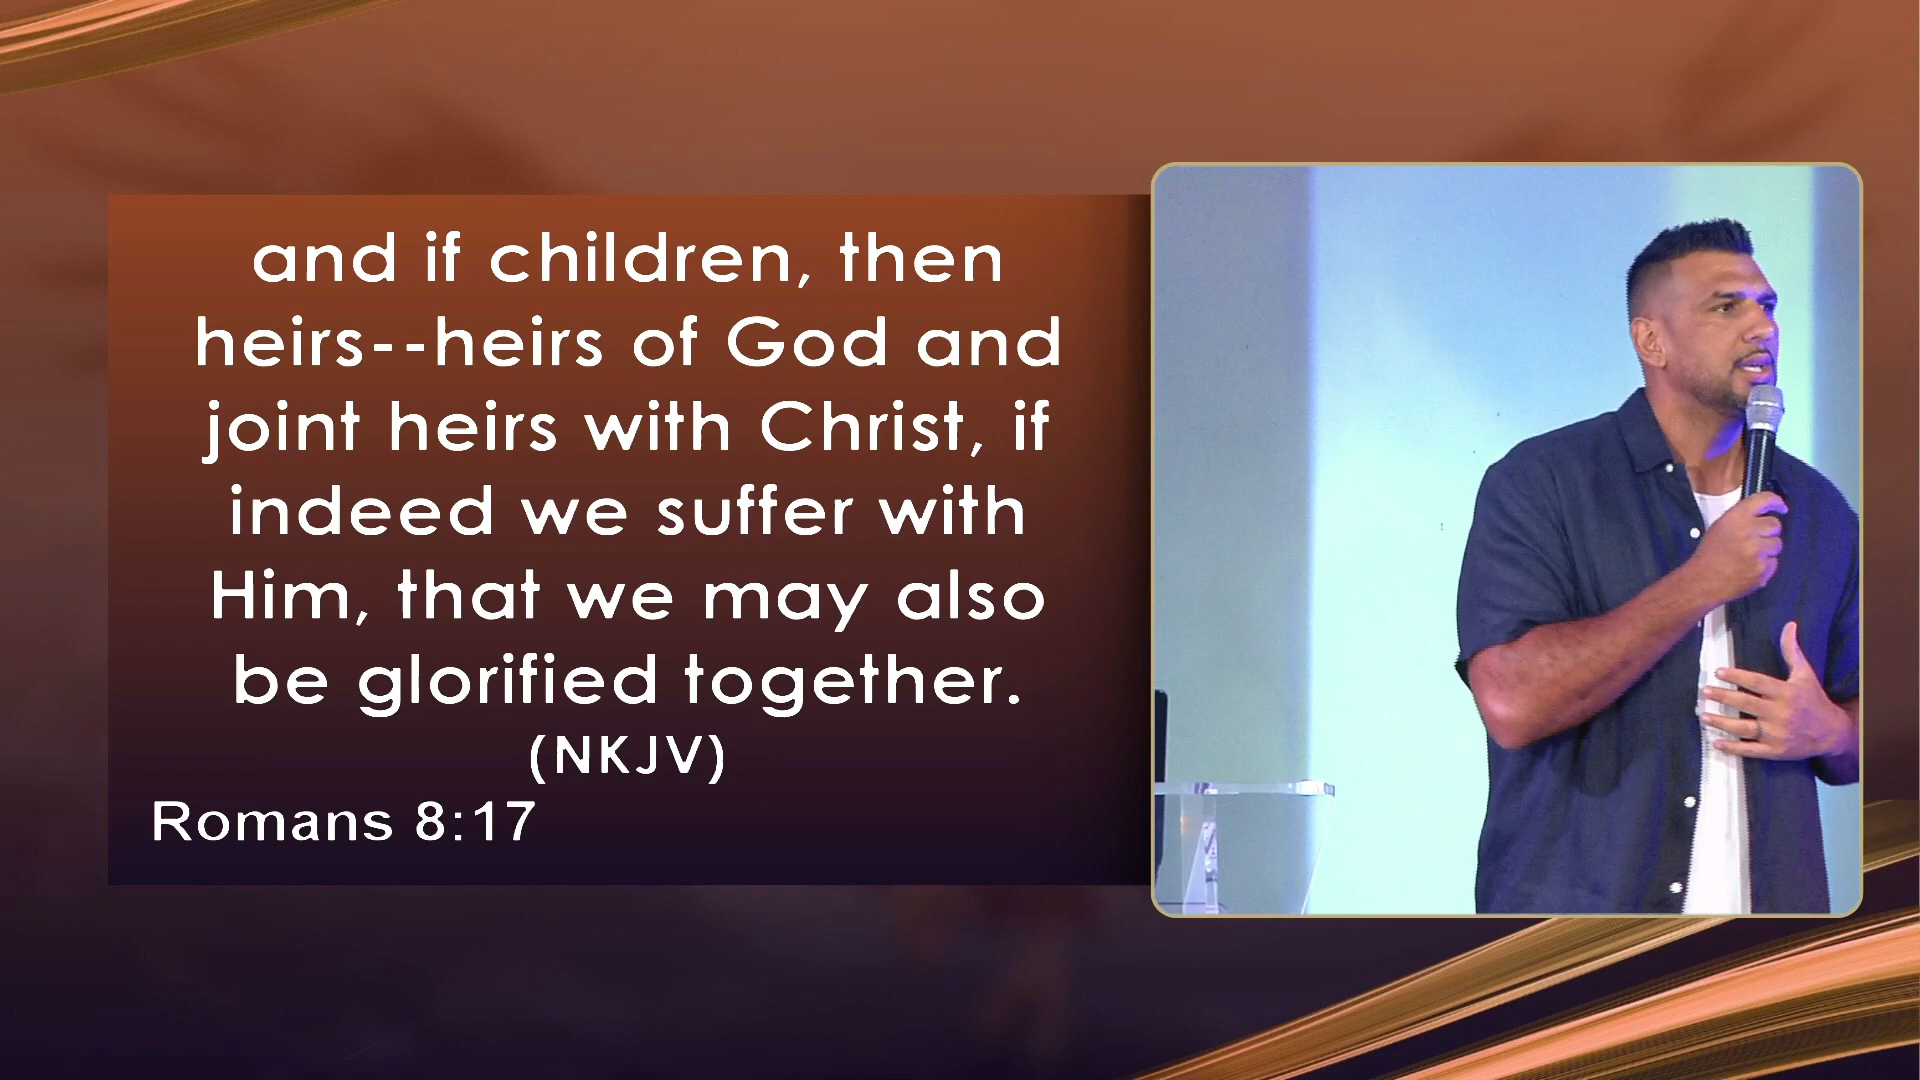 and if children, then
heirs--heirs of God and
joint heirs with Christ, if
indeed we suffer with
Him, that we may also
be glorified together.
(NKJV)
Romans 8:17